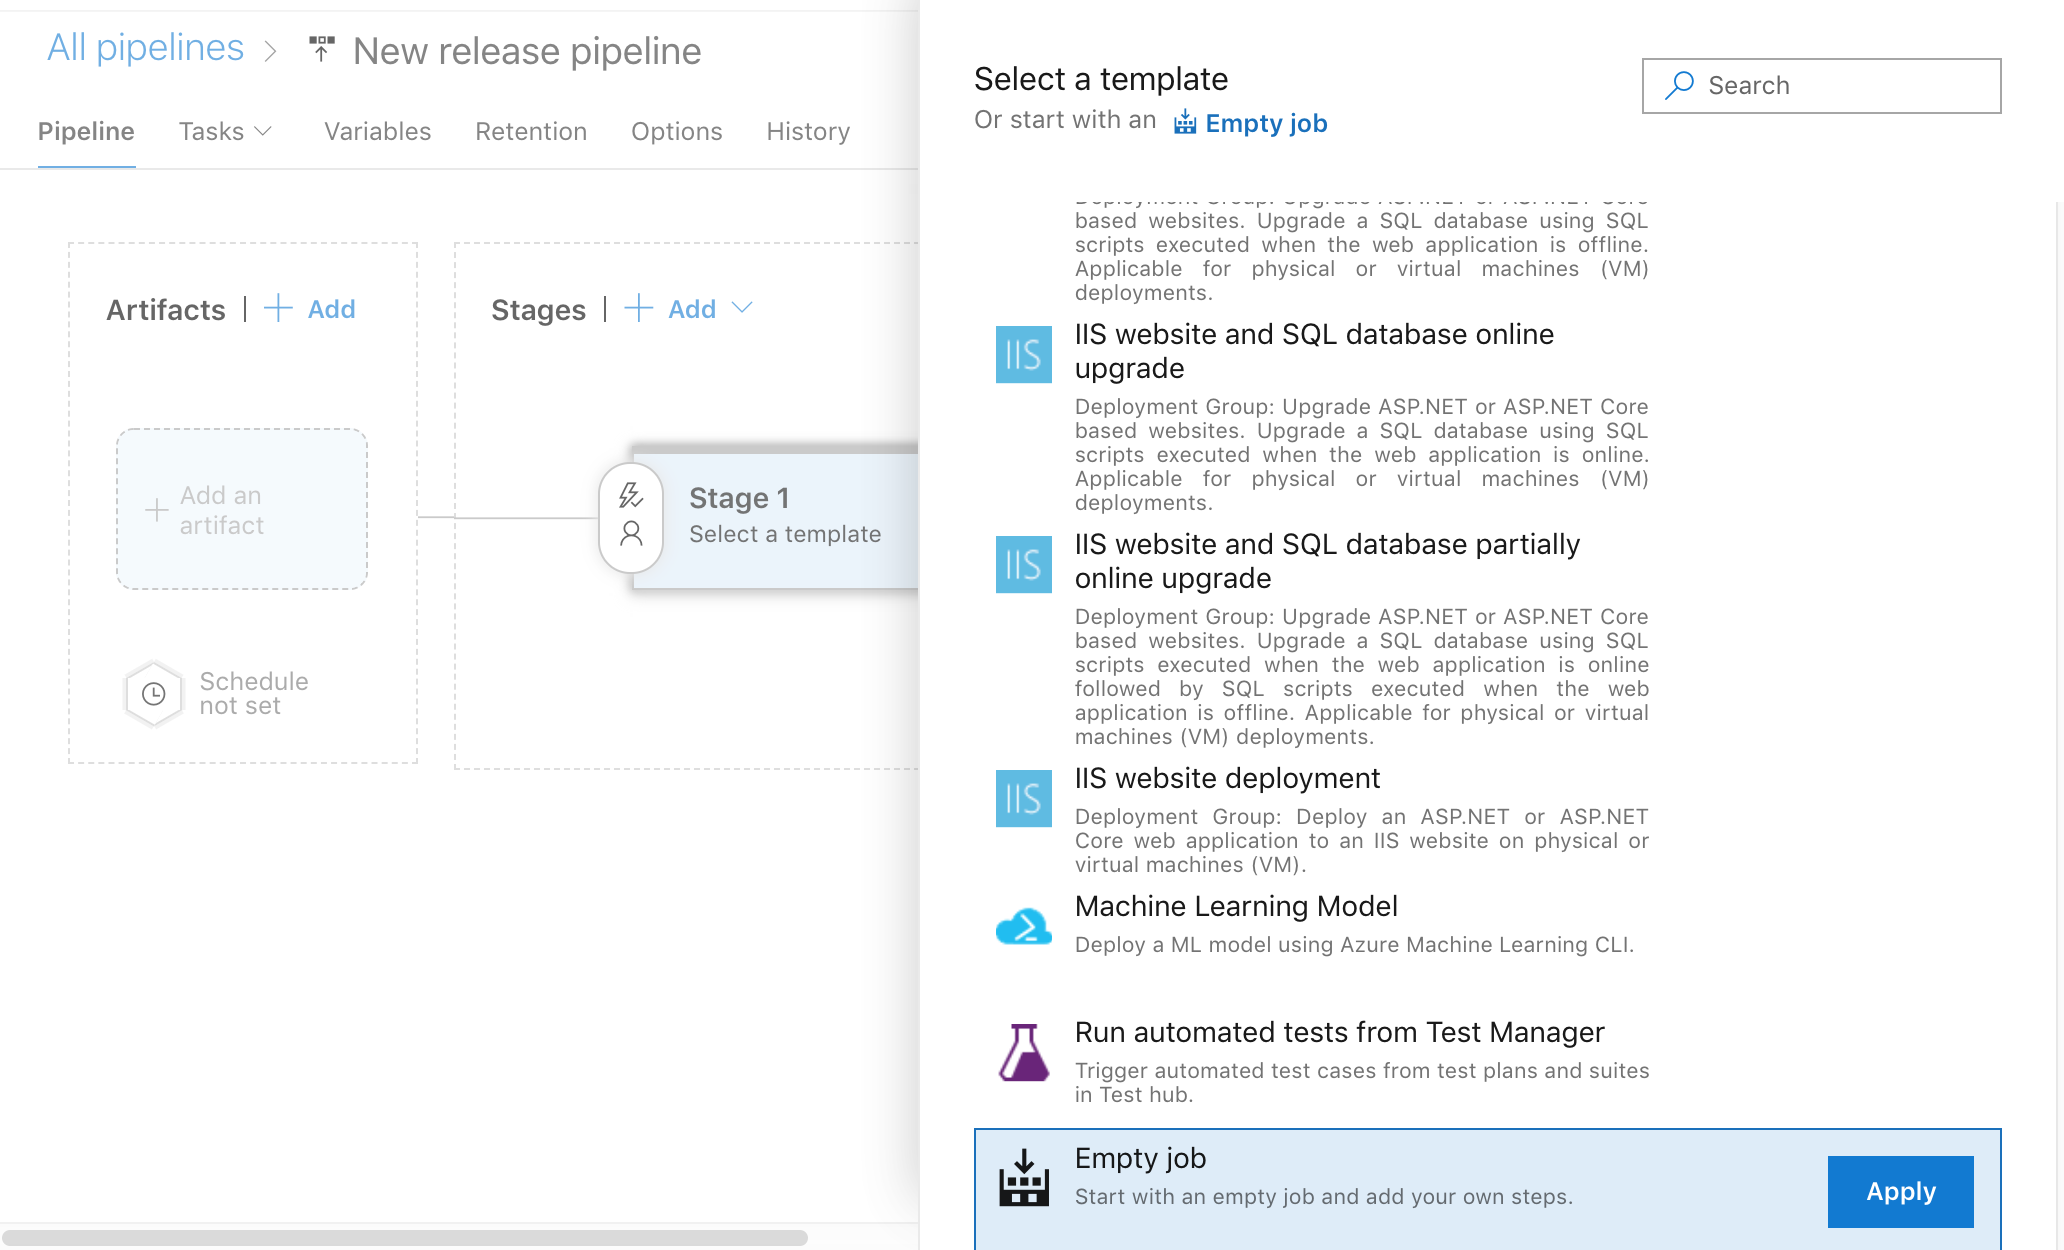 All pipelines
New release pipeline
Pipeline
Tasks
Variables
Retention
Options
History
Artifacts | Add
Add an
artifact
Schedule
not set
Stages | Add
Stage 1
Select a template
Select a template
Or start with an Empty job
Search
Deployment Group: Upgrade ASP.NET or ASP.NET Core
based websites. Upgrade a SQL database using SQL
scripts executed when the web application is offline.
Applicable for physical or virtual machines (VM)
deployments.
IIS
IIS website and SQL database online
upgrade
Deployment Group: Upgrade ASP.NET or ASP.NET Core
based websites. Upgrade a SQL database using SQL
scripts executed when the web application is online.
Applicable for physical or virtual machines (VM)
deployments.
IIS
IIS website and SQL database partially
online upgrade
Deployment Group: Upgrade ASP.NET or ASP.NET Core
based websites. Upgrade a SQL database using SQL
scripts executed when the web application is online
followed by SQL scripts executed when the web
application is offline. Applicable for physical or virtual
machines (VM) deployments.
IIS
IIS website deployment
Deployment Group: Deploy an ASP.NET or ASP.NET
Core web application to an IIS website on physical or
virtual machines (VM).
Machine Learning Model
Deploy a ML model using Azure Machine Learning CLI.
Run automated tests from Test Manager
Trigger automated test cases from test plans and suites
in Test hub.
Empty job
Start with an empty job and add your own steps.
Apply